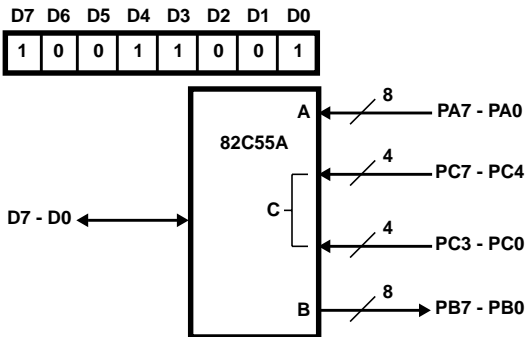 D7 D6 D5 D4 D3 D2 D1 D0
1 0 0 1 1 0 0 1
8
A PA7 - PA0
82C55A
4
PC7 - PC4
C
D7 - D0
4
PC3 - PC0
8
B PB7 - PB0